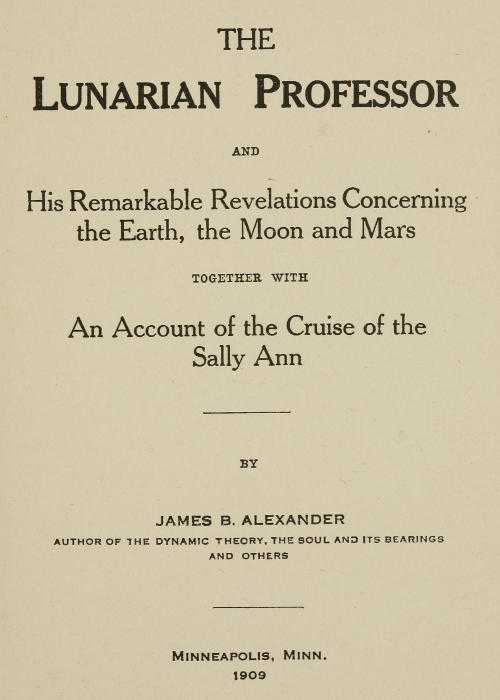 THE
LUNARIAN PROFESSOR
AND
His Remarkable Revelations Concerning
the Earth, the Moon and Mars
TOGETHER WITH
An Account of the Cruise of the
Sally Ann
BY
JAMES B. ALEXANDER
AUTHOR OF THE DYNAMIC THEORY, THE SOUL AND ITS BEARINGS
AND OTHERS
MINNEAPOLIS, MINN.
1909